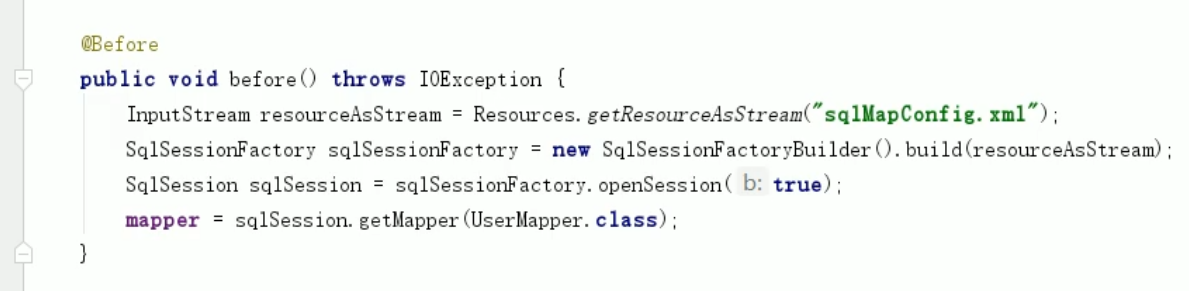 @Before
public void before() throws IOException {
InputStream resourceAsStream = Resources.getResourceAsStream("sqlMapConfig.xml");
SqlSessionFactory sqlSessionFactory = new SqlSessionFactoryBuilder().build(resourceAsStream);
SqlSession sqlSession = sqlSessionFactory.openSession( b: true);
mapper = sqlSession.getMapper(UserMapper.class);
}